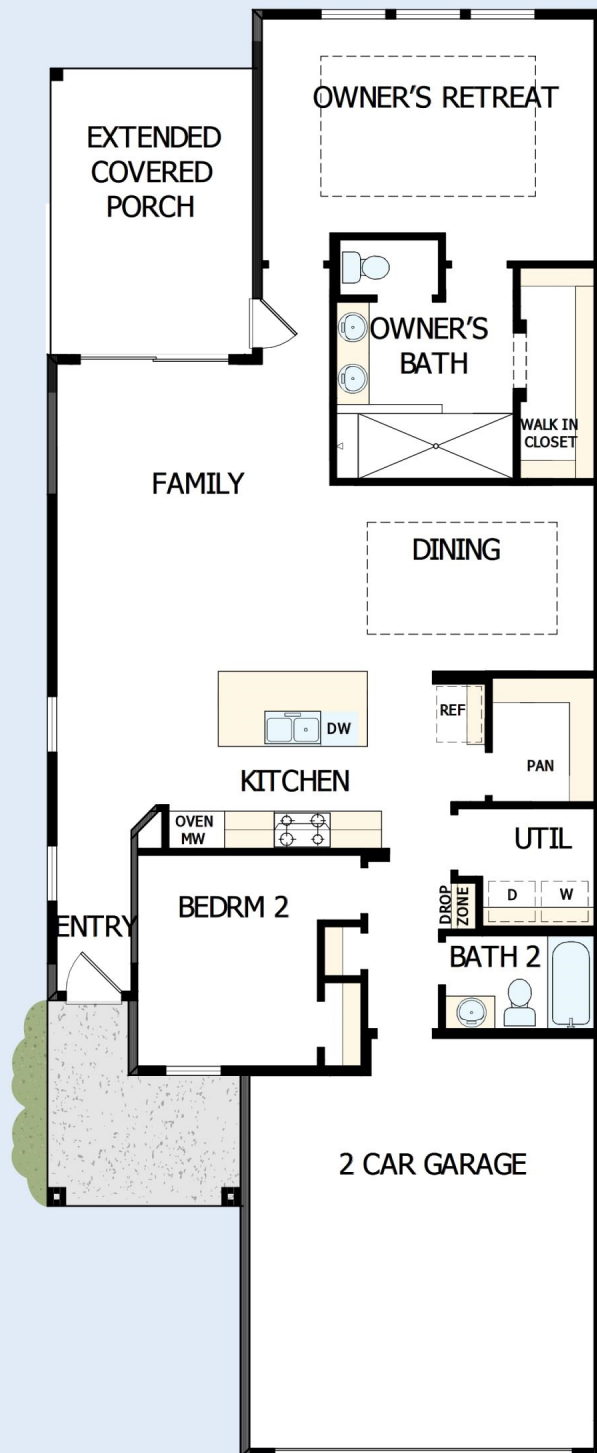 OWNER'S RETREAT
EXTENDED
COVERED
PORCH
OWNER'S
BATH
WALK IN
CLOSET
FAMILY
DINING
REF
DW
PAN
KITCHEN
OVEN
MW
UTIL
D
W
DROP
ZONE
BEDRM 2
ENTRY
BATH 2
2 CAR GARAGE